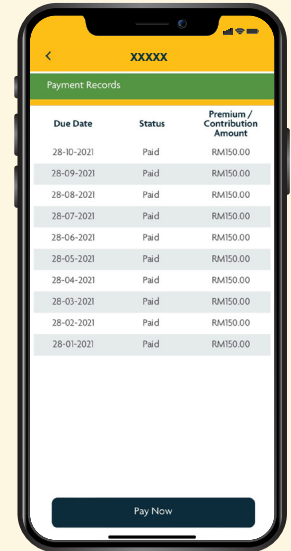 XXXXX
Payment Records
Due Date Status Premium /
Contribution
Amount
28-10-2021 Paid RM150.00
28-09-2021 Paid RM150.00
28-08-2021 Paid RM150.00
28-07-2021 Paid RM150.00
28-06-2021 Paid RM150.00
28-05-2021 Paid RM150.00
28-04-2021 Paid RM150.00
28-03-2021 Paid RM150.00
28-02-2021 Paid RM150.00
28-01-2021 Paid RM150.00
Pay Now